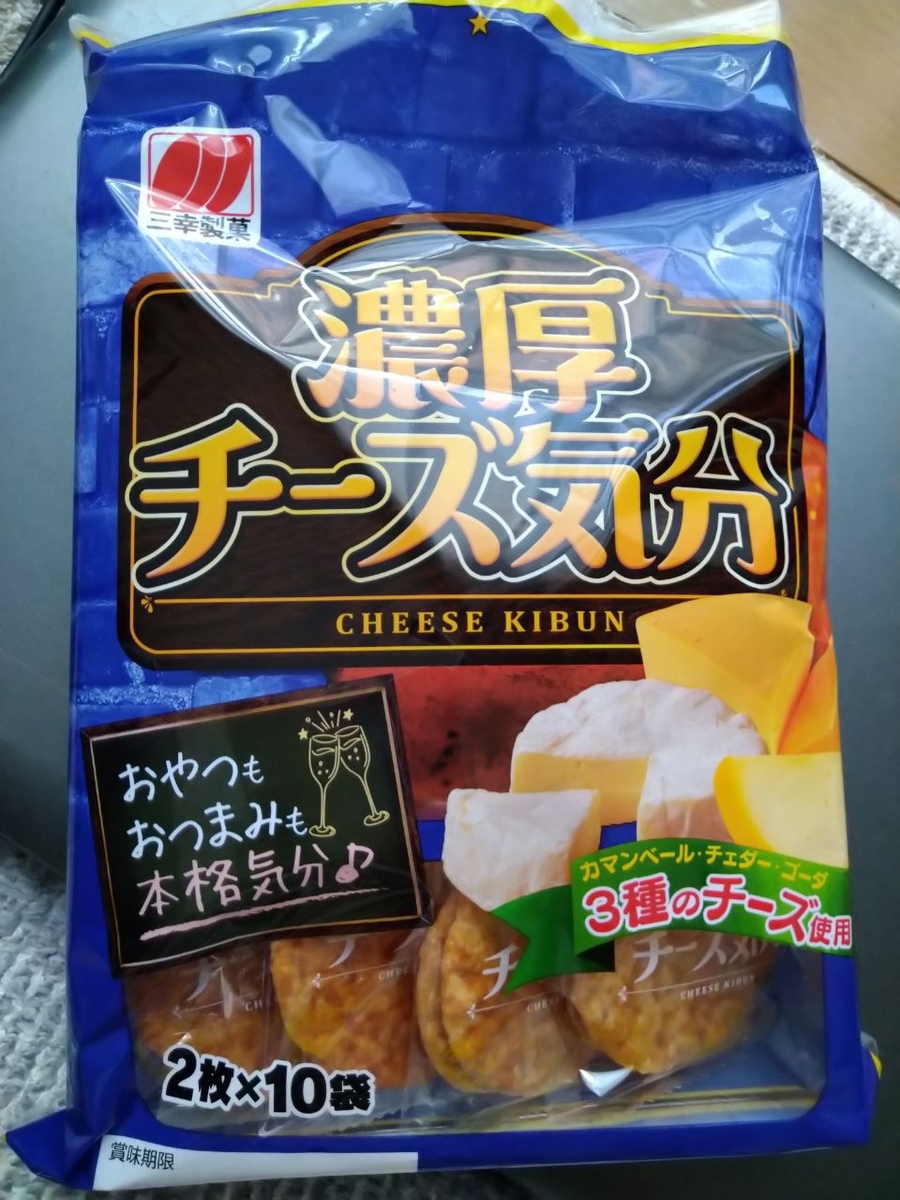 三幸製菓
濃厚
チーズ気分
CHEESE KIBUN
おやつも
おつまみも
本格気分♪
カマンベール・チェダー・ゴーダ
3種のチーズ使用
CHEESE KIBUN
2枚×10袋
賞味期限